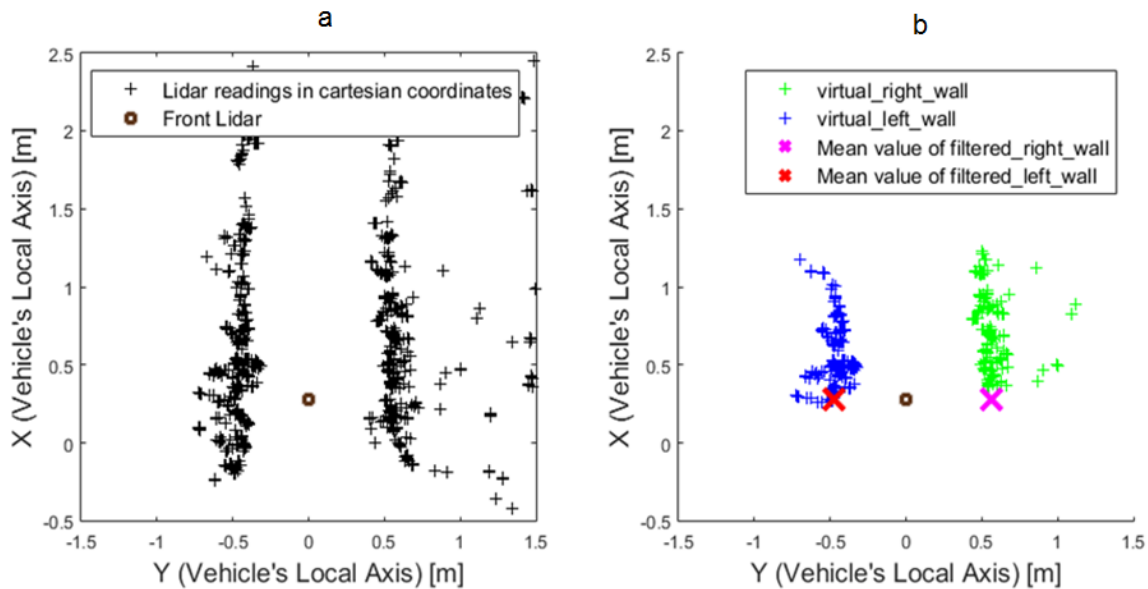 a
2.5
2
1.5
1
0.5
0
-0.5
-1.5
-1
-0.5
0
0.5
1
1.5
X (Vehicle's Local Axis) [m]
Y (Vehicle's Local Axis) [m]
Lidar readings in cartesian coordinates
Front Lidar
b
2.5
2
1.5
1
0.5
0
-0.5
-1.5
-1
-0.5
0
0.5
1
1.5
X (Vehicle's Local Axis) [m]
Y (Vehicle's Local Axis) [m]
virtual_right_wall
virtual_left_wall
Mean value of filtered_right_wall
Mean value of filtered_left_wall